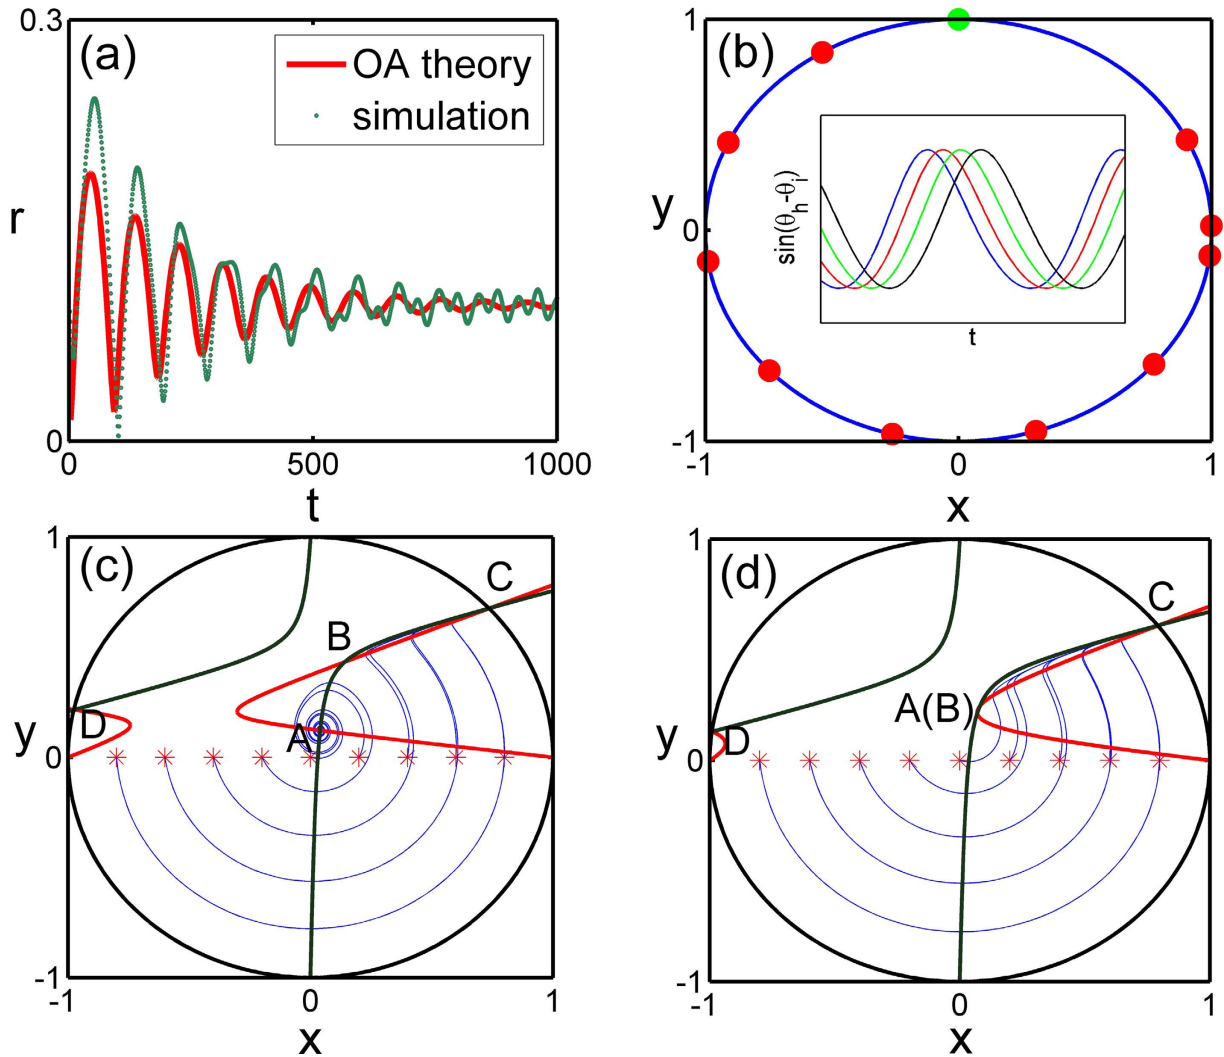 0.3
(a)
OA theory
simulation
r
0
0
500
1000
t
1
(b)
y
0
-1
-1
0
1
x
sin(θh-θi)
t
1
(c)
C
B
D
A
y
0
-1
-1
0
1
x
1
(d)
C
A(B)
D
y
0
-1
-1
0
1
x